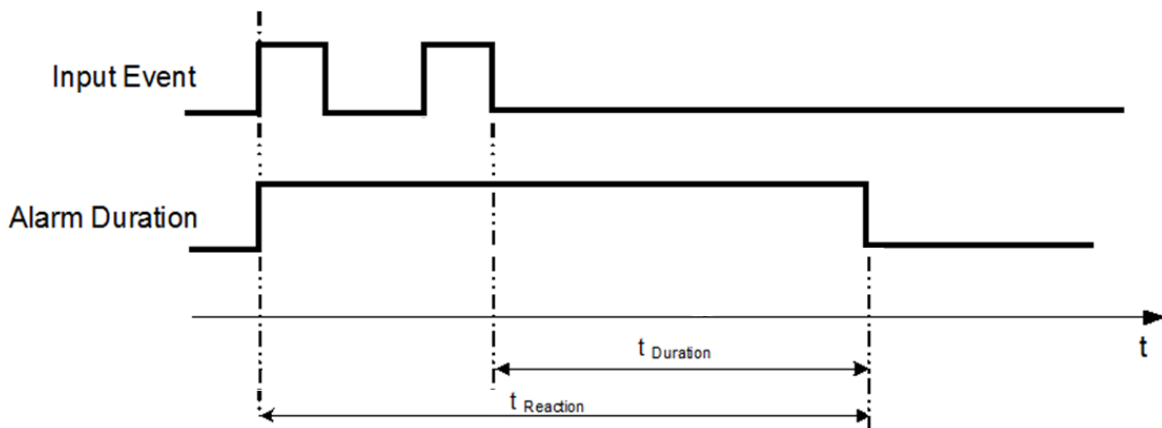 Input Event
Alarm Duration
t
t Duration
t Reaction